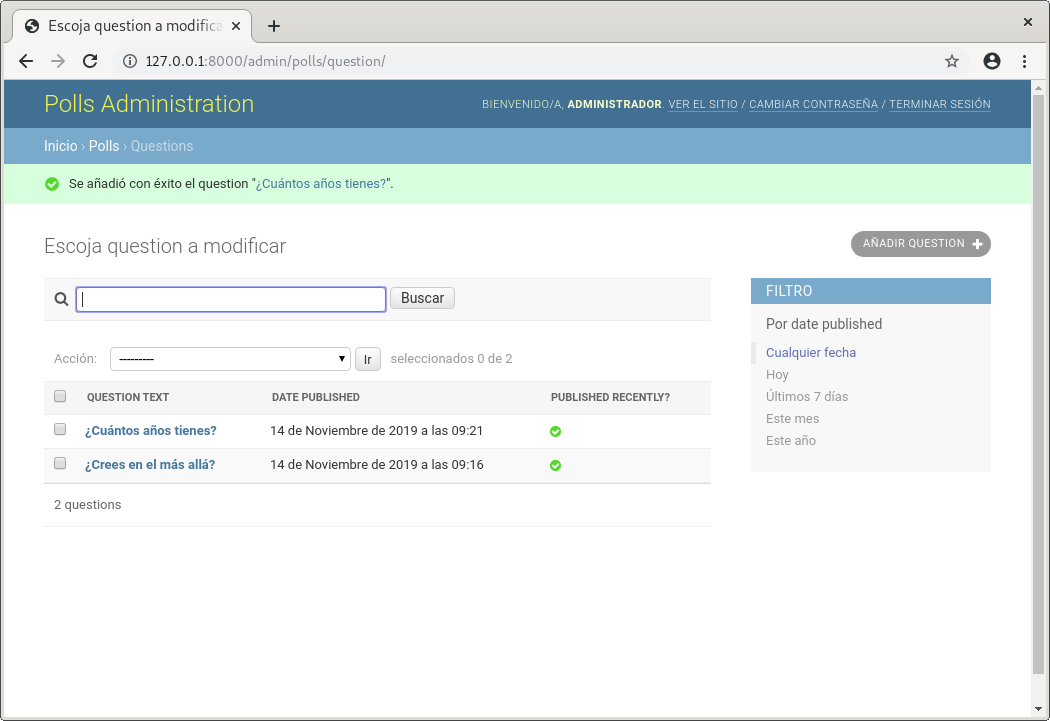 Escoja question a modifica
127.0.0.1:8000/admin/polls/question/
Polls Administration
BIENVENIDO/A, ADMINISTRADOR. VER EL SITIO / CAMBIAR CONTRASEÑA / TERMINAR SESIÓN
Inicio › Polls › Questions
Se añadió con éxito el question "¿Cuántos años tienes?".
Escoja question a modificar
AÑADIR QUESTION
Buscar
Acción: --------- Ir seleccionados 0 de 2
QUESTION TEXT DATE PUBLISHED PUBLISHED RECENTLY?
¿Cuántos años tienes? 14 de Noviembre de 2019 a las 09:21
¿Crees en el más allá? 14 de Noviembre de 2019 a las 09:16
2 questions
FILTRO
Por date published
Cualquier fecha
Hoy
Últimos 7 días
Este mes
Este año